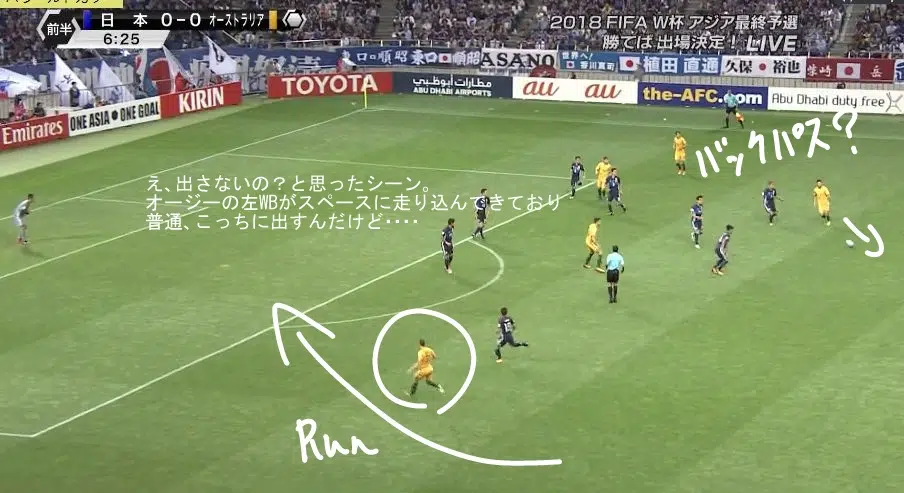 前半
日 本 0-0 オーストラリア
6:25
2018 FIFA W杯 アジア最終予選
勝てば 出場決定! LIVE
ASANO
植田 直通
久保 裕也
Emirates
ONE ASIA ONE GOAL
KIRIN
TOYOTA
مطارات أبوظبي
ABU DHABI AIRPORTS
au au
the-AFC.com
Abu Dhabi duty free
バックパス?
え、出さないの?と思ったシーン。
オージーの左WBがスペースに走り込んできており
普通、こっちに出すんだけど・・・・
Run